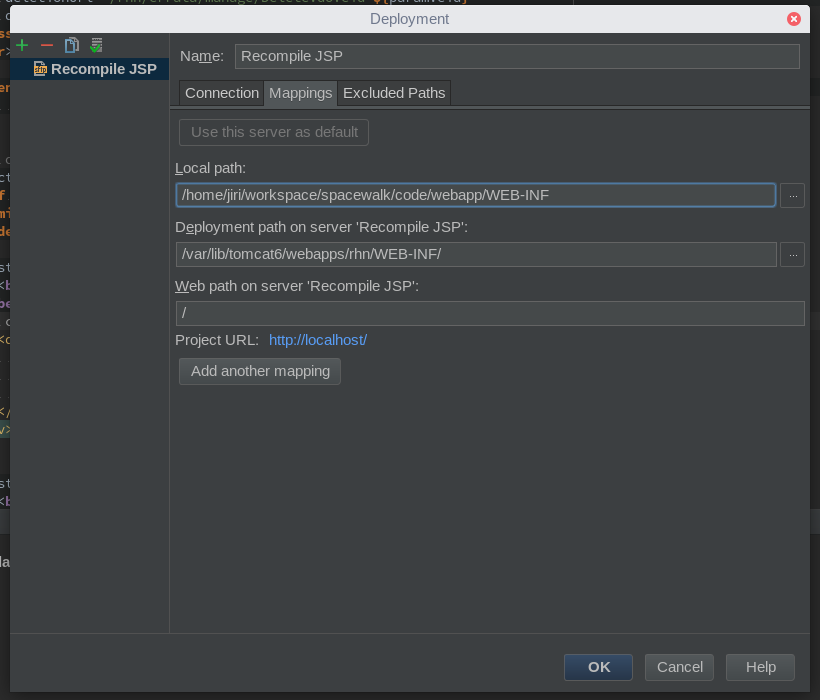 Deployment
Recompile JSP
Name: Recompile JSP
Connection Mappings Excluded Paths
Use this server as default
Local path:
/home/jiri/workspace/spacewalk/code/webapp/WEB-INF
...
Deployment path on server 'Recompile JSP':
/var/lib/tomcat6/webapps/rhn/WEB-INF/
...
Web path on server 'Recompile JSP':
/
Project URL: http://localhost/
Add another mapping
OK Cancel Help